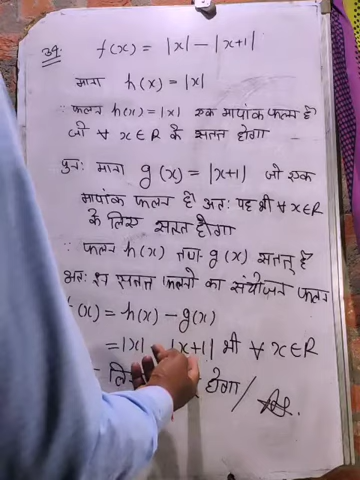 39. f(x) = |x| - |x+1|
माना h(x) = |x|
∵ फलन h(x) = |x| एक मापांक फलन है
जो ∀ x∈R के सतत होगा
पुनः माना g(x) = |x+1| जो एक
मापांक फलन है अतः यह भी ∀ x∈R
के लिए सतत होगा
∵ फलन h(x) तथा g(x) सतत् है
अतः इन सतत फलनों का संयोजन फलन
(x) = h(x) - g(x)
= |x| |x+1| भी ∀ x∈R
होगा /